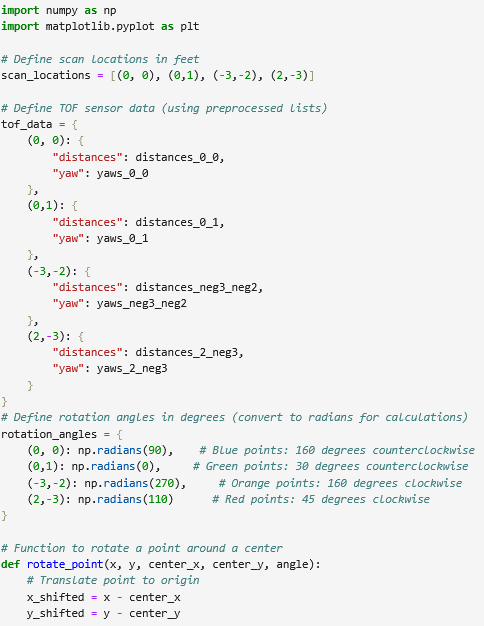 import numpy as np
import matplotlib.pyplot as plt

# Define scan locations in feet
scan_locations = [(0, 0), (0,1), (-3,-2), (2,-3)]

# Define TOF sensor data (using preprocessed lists)
tof_data = {
    (0, 0): {
        "distances": distances_0_0,
        "yaw": yaws_0_0
    },
    (0,1): {
        "distances": distances_0_1,
        "yaw": yaws_0_1
    },
    (-3,-2): {
        "distances": distances_neg3_neg2,
        "yaw": yaws_neg3_neg2
    },
    (2,-3): {
        "distances": distances_2_neg3,
        "yaw": yaws_2_neg3
    }
}
# Define rotation angles in degrees (convert to radians for calculations)
rotation_angles = {
    (0, 0): np.radians(90),    # Blue points: 160 degrees counterclockwise
    (0,1): np.radians(0),     # Green points: 30 degrees counterclockwise
    (-3,-2): np.radians(270),     # Orange points: 160 degrees clockwise
    (2,-3): np.radians(110)      # Red points: 45 degrees clockwise
}

# Function to rotate a point around a center
def rotate_point(x, y, center_x, center_y, angle):
    # Translate point to origin
    x_shifted = x - center_x
    y_shifted = y - center_y